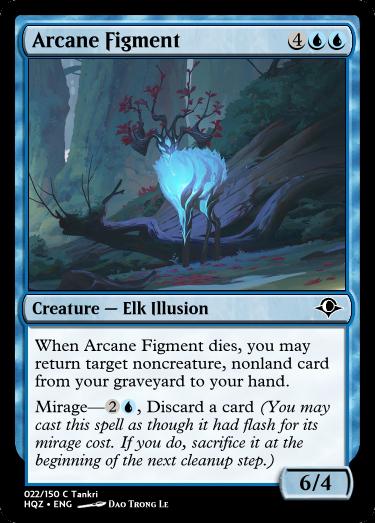 Arcane Figment 4
Creature — Elk Illusion
When Arcane Figment dies, you may
return target noncreature, nonland card
from your graveyard to your hand.
Mirage—2, Discard a card (You may
cast this spell as though it had flash for its
mirage cost. If you do, sacrifice it at the
beginning of the next cleanup step.)
6/4
022/150 C Tankri
HQZ • ENG Dao Trong Le